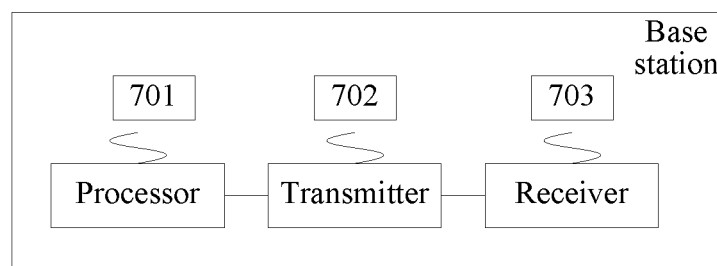 Base
station
701
702
703
Processor
Transmitter
Receiver